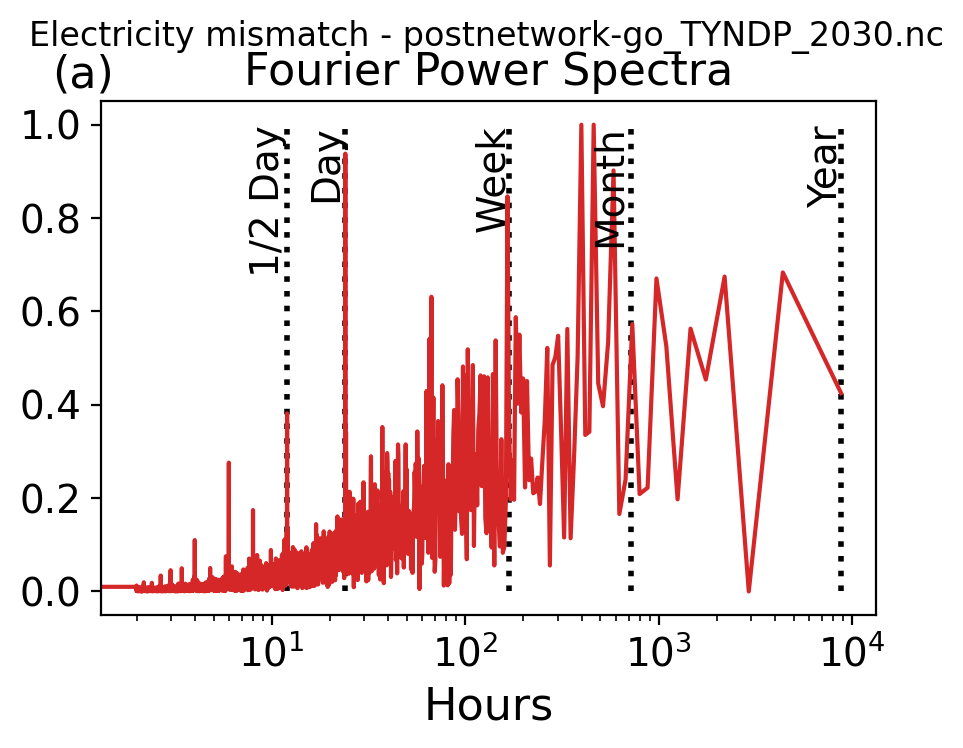 Electricity mismatch - postnetwork-go_TYNDP_2030.nc
(a) Fourier Power Spectra
1.0
0.8
0.6
0.4
0.2
0.0
1/2 Day
Day
Week
Month
Year
10¹ 10² 10³ 10⁴
Hours